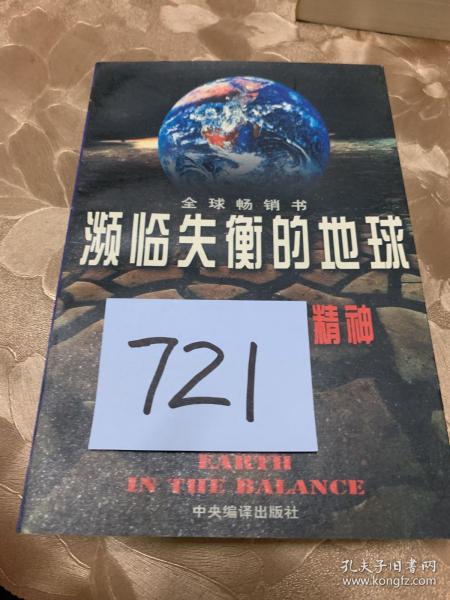 全球畅销书
濒临失衡的地球
精神
721
EARTH
IN THE BALANCE
中央编译出版社
孔夫子旧书网
www.kongfz.com